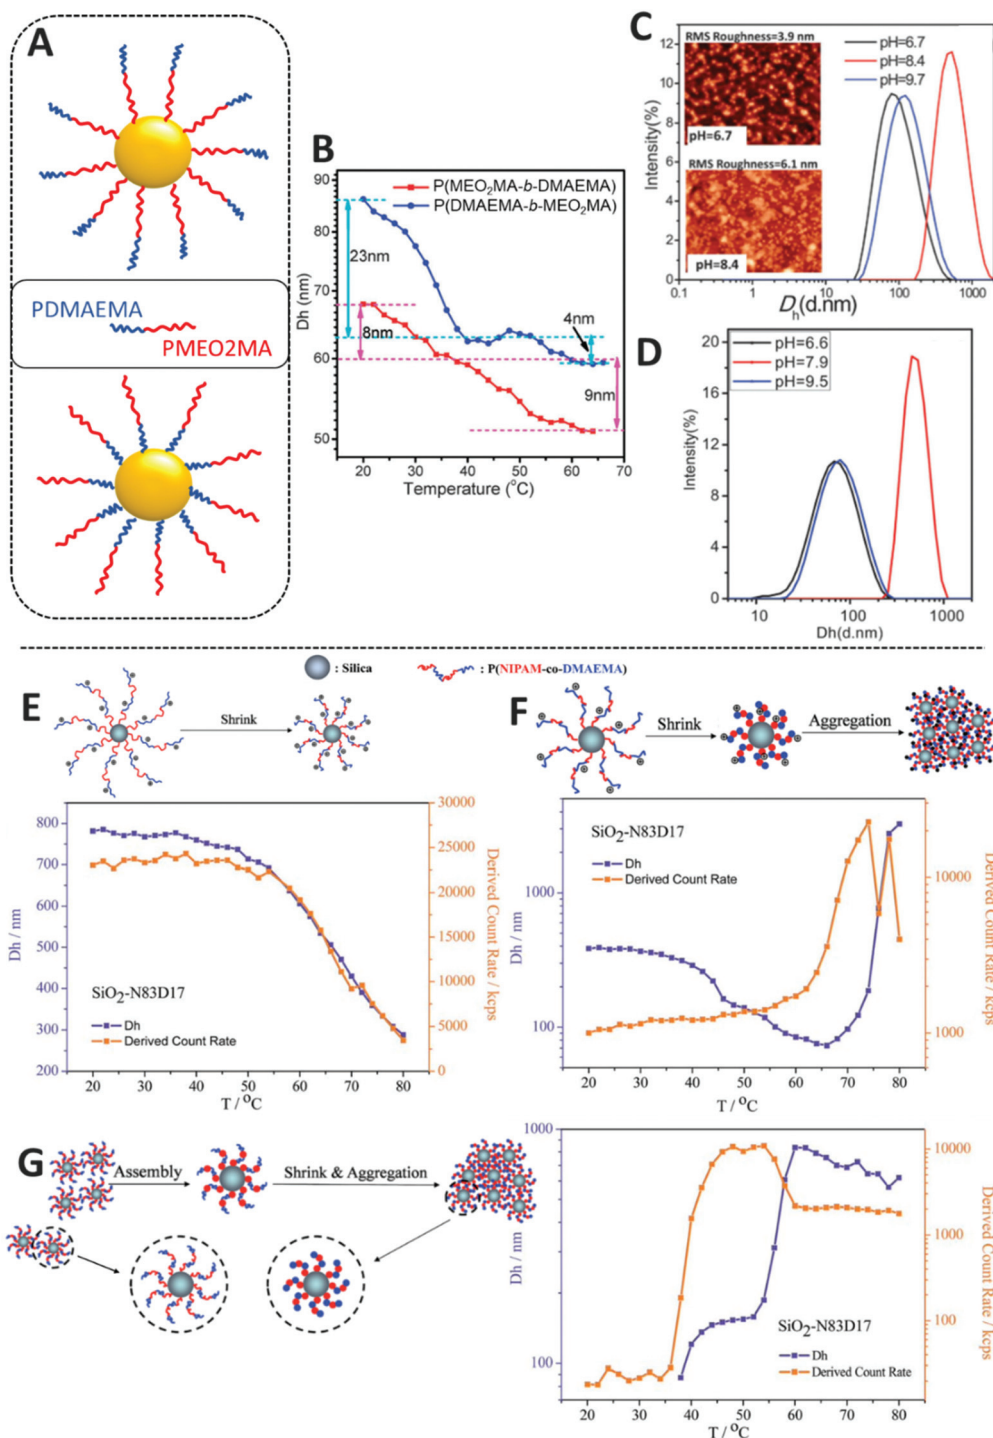 A
PDMAEMA
PMEO2MA
B
P(MEO₂MA-b-DMAEMA)
P(DMAEMA-b-MEO₂MA)
90
80
70
60
50
Dh (nm)
23nm
8nm
4nm
9nm
10 20 30 40 50 60 70
Temperature (°C)
C
RMS Roughness=3.9 nm
pH=6.7
RMS Roughness=6.1 nm
pH=8.4
pH=6.7
pH=8.4
pH=9.7
12
10
8
6
4
2
0
Intensity(%)
0.1 1 10 100 1000
Dh(d.nm)
D
pH=6.6
pH=7.9
pH=9.5
20
16
12
8
4
0
Intensity(%)
10 100 1000
Dh(d.nm)
: Silica
: P(NIPAM-co-DMAEMA)
E
Shrink
800
700
600
500
400
300
200
Dh / nm
30000
25000
20000
15000
10000
5000
0
Derived Count Rate / kcps
SiO₂-N83D17
Dh
Derived Count Rate
20 30 40 50 60 70 80
T / °C
F
Shrink
Aggregation
SiO₂-N83D17
Dh
Derived Count Rate
1000
100
Dh / nm
10000
1000
Derived Count Rate / kcps
20 30 40 50 60 70 80
T / °C
G
Assembly
Shrink & Aggregation
1000
100
Dh / nm
10000
1000
100
Derived Count Rate / kcps
SiO₂-N83D17
Dh
Derived Count Rate
20 30 40 50 60 70 80
T / °C